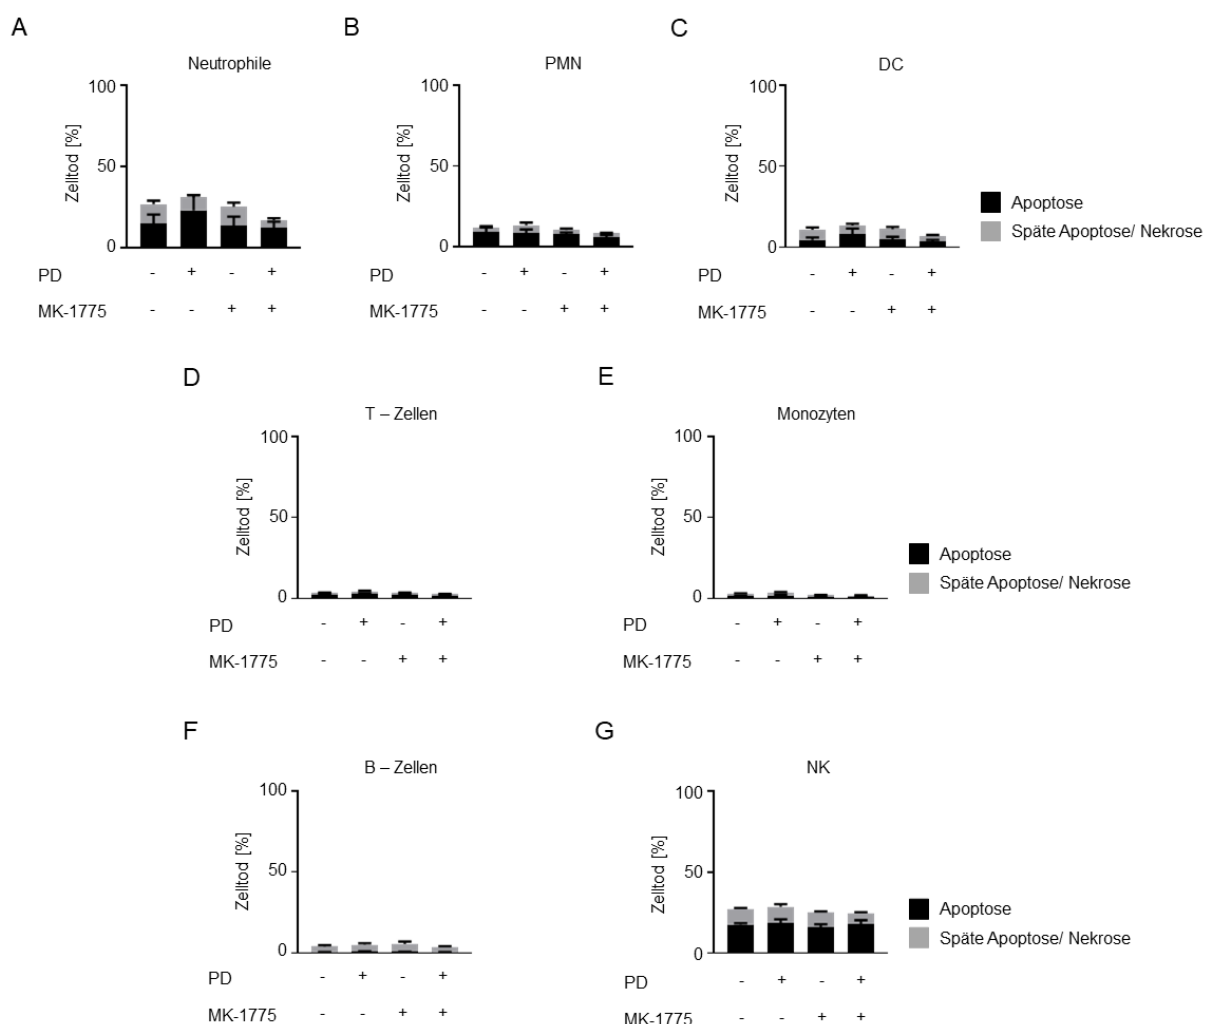 A
B
C
Neutrophile
PMN
DC
100
50
0
Zelltod [%]
100
50
0
Zelltod [%]
100
50
0
Zelltod [%]
Apoptose
Späte Apoptose/ Nekrose
PD - + - +
MK-1775 - - + +
PD - + - +
MK-1775 - - + +
PD - + - +
MK-1775 - - + +
D
E
T – Zellen
Monozyten
100
50
0
Zelltod [%]
100
50
0
Zelltod [%]
Apoptose
Späte Apoptose/ Nekrose
PD - + - +
MK-1775 - - + +
PD - + - +
MK-1775 - - + +
F
G
B – Zellen
NK
100
50
0
Zelltod [%]
100
50
0
Zelltod [%]
Apoptose
Späte Apoptose/ Nekrose
PD - + - +
MK-1775 - - + +
PD - + - +
MK-1775 - - + +